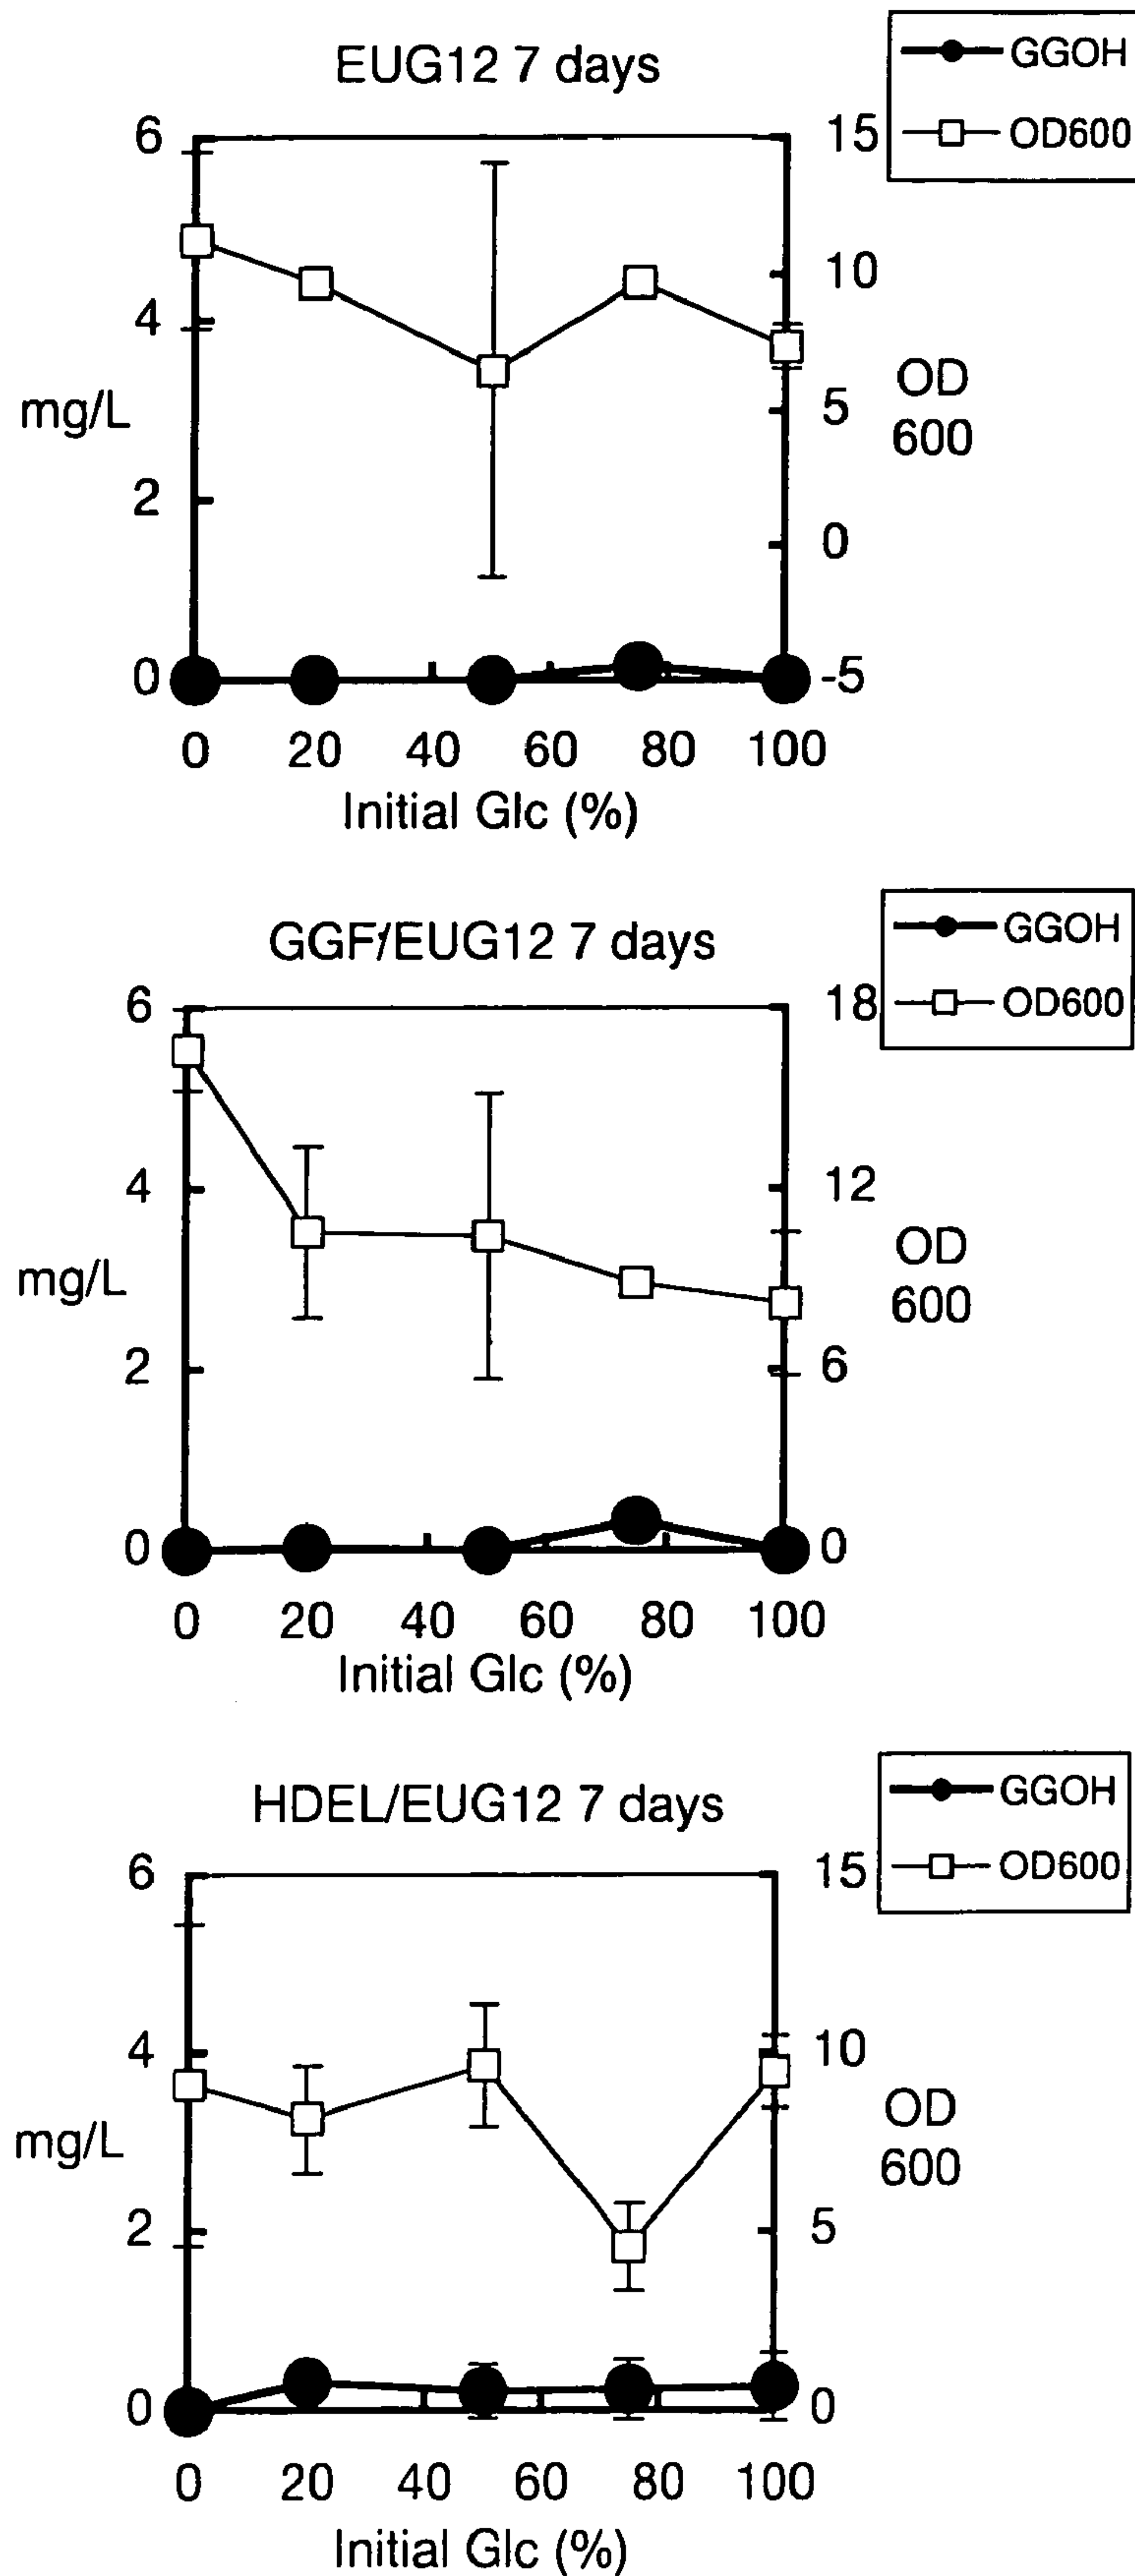 EUG12 7 days
GGOH
OD600
6
4
2
0
mg/L
15
10
5
0
-5
OD
600
0 20 40 60 80 100
Initial Glc (%)
GGF/EUG12 7 days
GGOH
OD600
6
4
2
0
mg/L
18
12
6
0
OD
600
0 20 40 60 80 100
Initial Glc (%)
HDEL/EUG12 7 days
GGOH
OD600
6
4
2
0
mg/L
15
10
5
0
OD
600
0 20 40 60 80 100
Initial Glc (%)